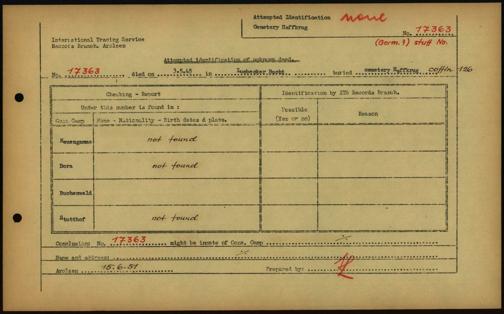 Attempted Identification none
Cemetery Haffkrug
No. 17363
International Tracing Service
Records Branch, Arolsen
(Germ.?) stuff No.
Attempted identification of unknown dead.
No. 17363 died on .5.45 in Luebecker Bucht buried cemetery Haffkrug coffin 126
Checking - Report
Identification by ITS Records Branch.
Under this number is found in :
Possible
(Yes or no)
Reason
Conc Camp
Name - Nationality - Birth dates & place.
Neuengamme not found
Dora not found
Buchenwald
Stutthof not found
Conclusion: No. 17363 might be inmate of Conc. Camp
Name and address:
Arolsen 15.6.51 Prepared by: